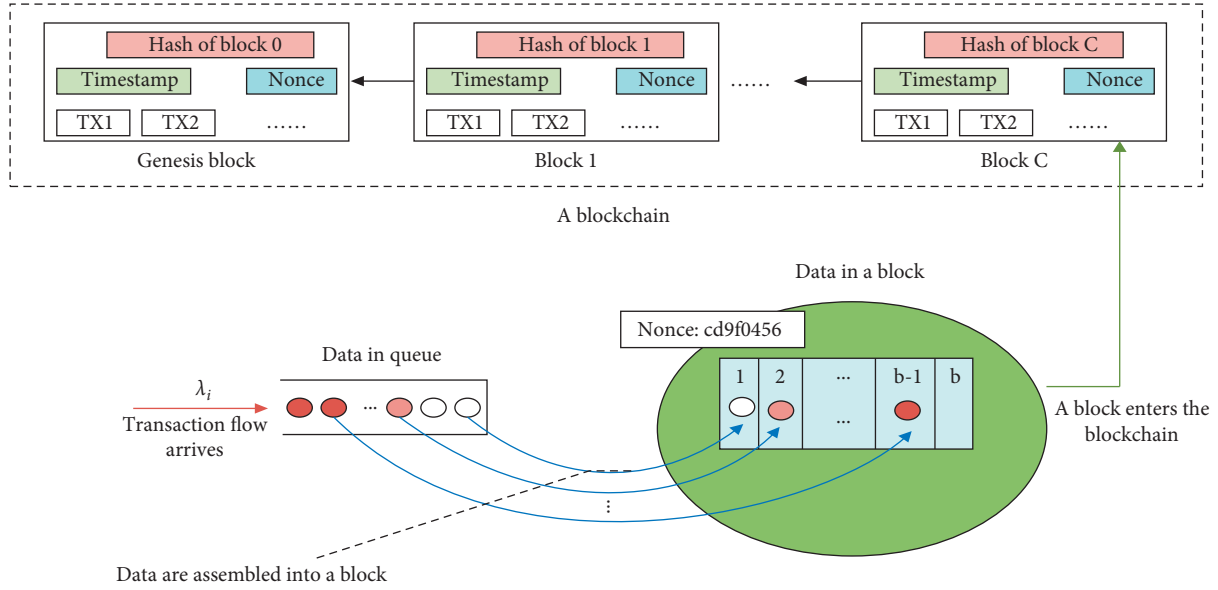 Hash of block 0
Timestamp Nonce
TX1 TX2 ......
Genesis block
Hash of block 1
Timestamp Nonce
TX1 TX2 ......
Block 1
......
Hash of block C
Timestamp Nonce
TX1 TX2 ......
Block C
A blockchain
Data in a block
Nonce: cd9f0456
1 2 ... b-1 b
...
Data in queue
λi
Transaction flow
arrives
...
A block enters the
blockchain
...
Data are assembled into a block